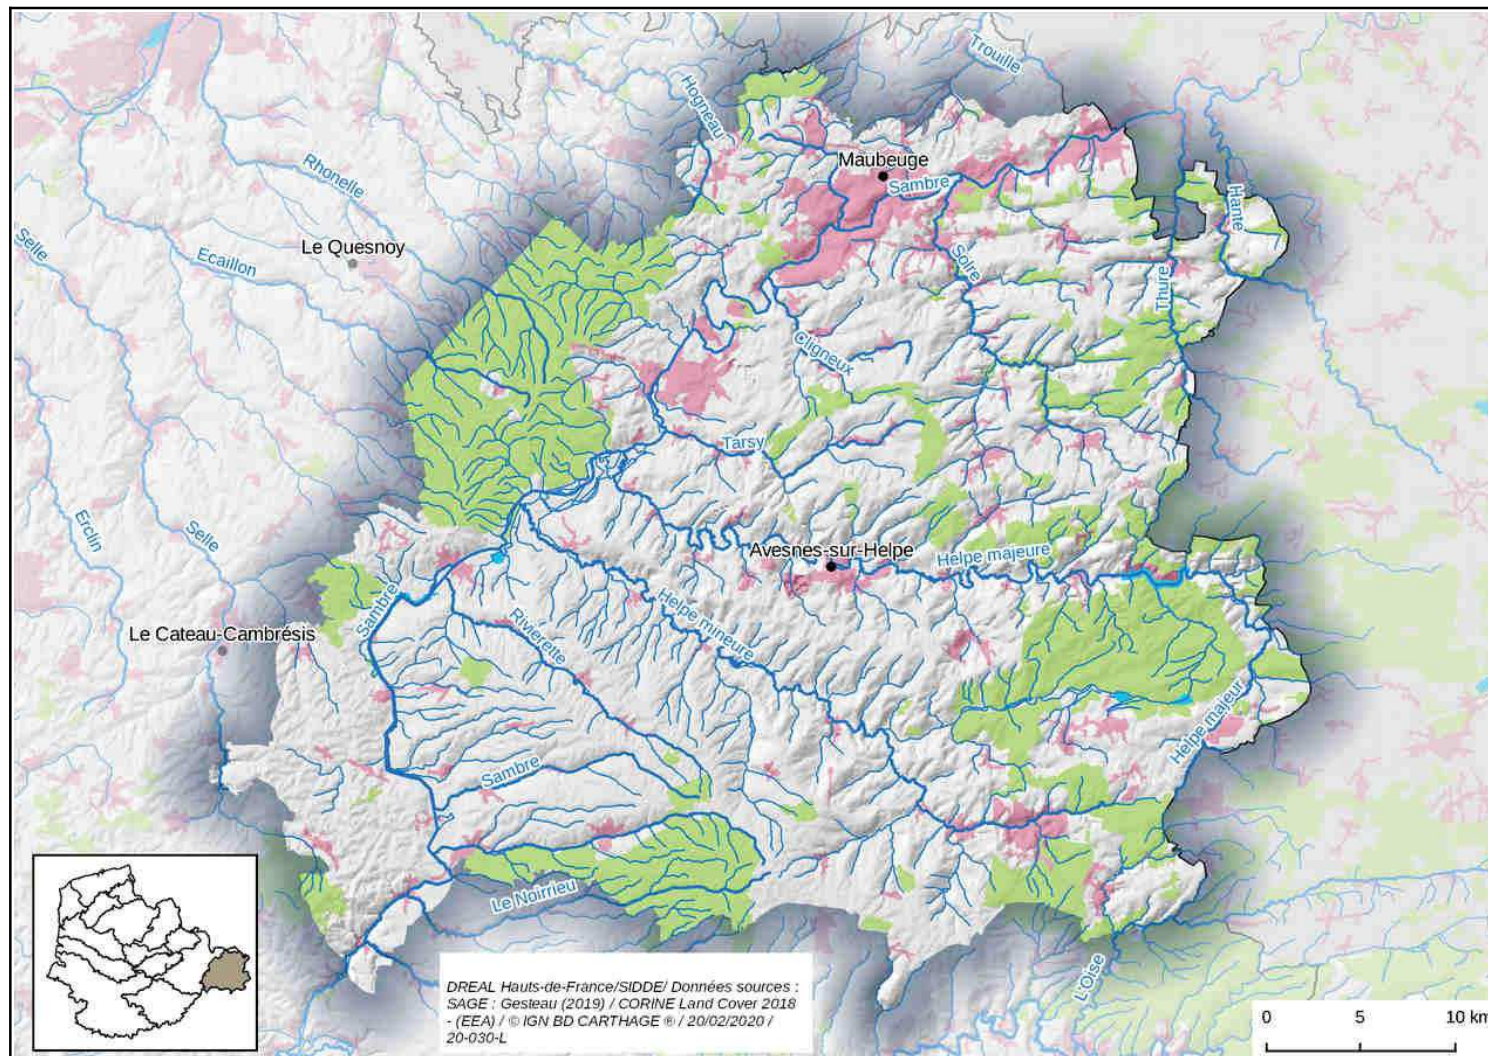 Trouille
Hogneau
Maubeuge
Sambre
Rhonelle
Hante
Selle
Le Quesnoy
Ecaillon
Solre
Thure
Cligneux
Tarsy
Erclin
Selle
Avesnes-sur-Helpe
Helpe majeure
Sambre
Helpe mineure
Rivierette
Le Cateau-Cambrésis
Helpe majeur
Sambre
Le Noirrieu
L'Oise
DREAL Hauts-de-France/SIDDE/ Données sources :
SAGE : Gesteau (2019) / CORINE Land Cover 2018
- (EEA) / © IGN BD CARTHAGE ® / 20/02/2020 /
20-030-L
0 5 10 km